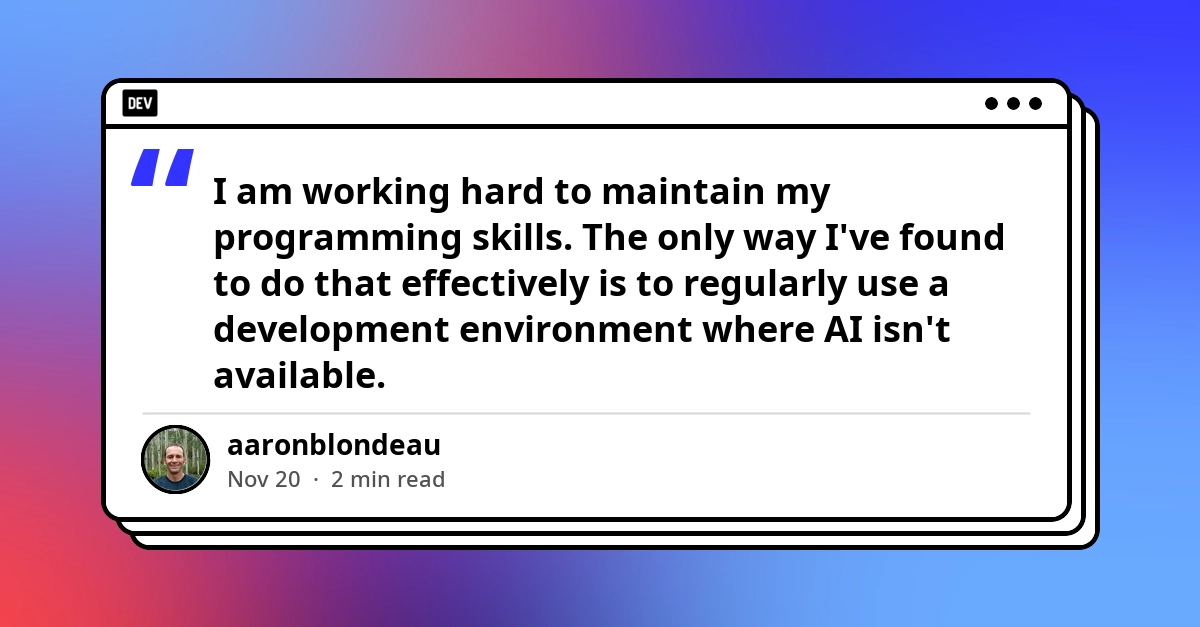 DEV
“
I am working hard to maintain my
programming skills. The only way I've found
to do that effectively is to regularly use a
development environment where AI isn't
available.
aaronblondeau
Nov 20 · 2 min read